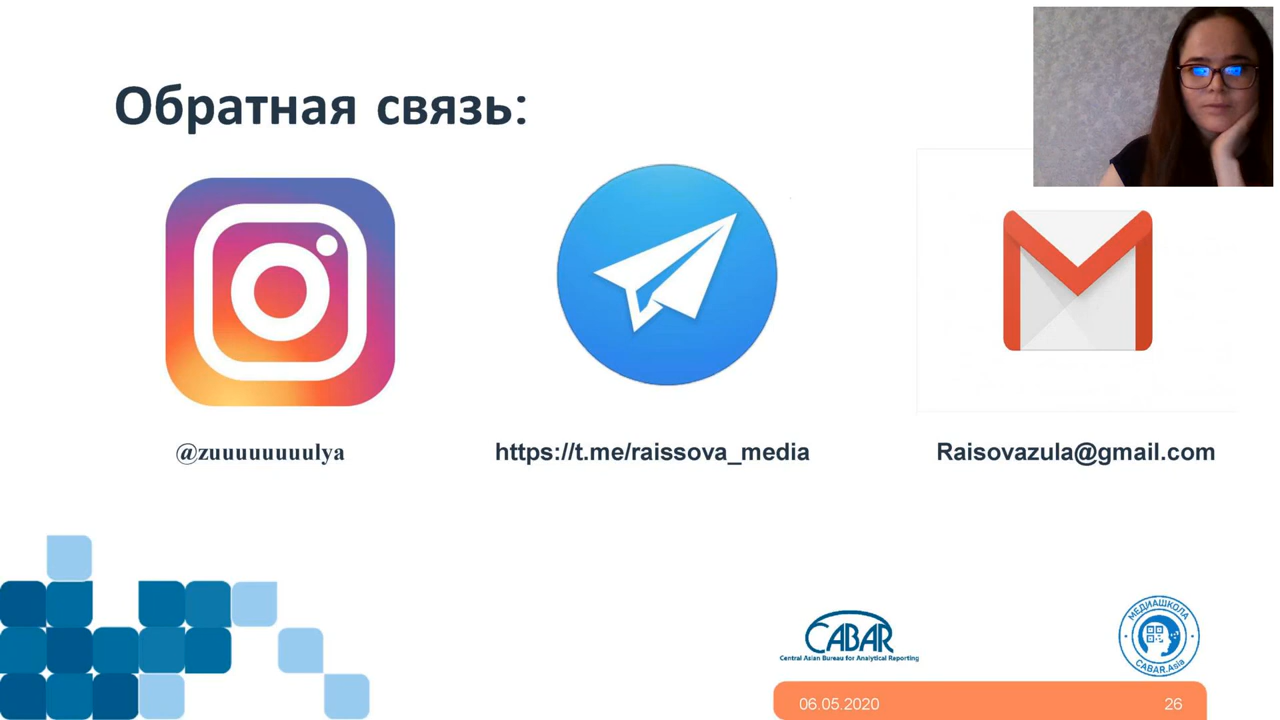 Обратная связь:
@zuuuuuuuulya
https://t.me/raissova_media
Raisovazula@gmail.com
CABAR
Central Asian Bureau for Analytical Reporting
МЕДИАШКОЛА
CABAR.Asia
06.05.2020
26